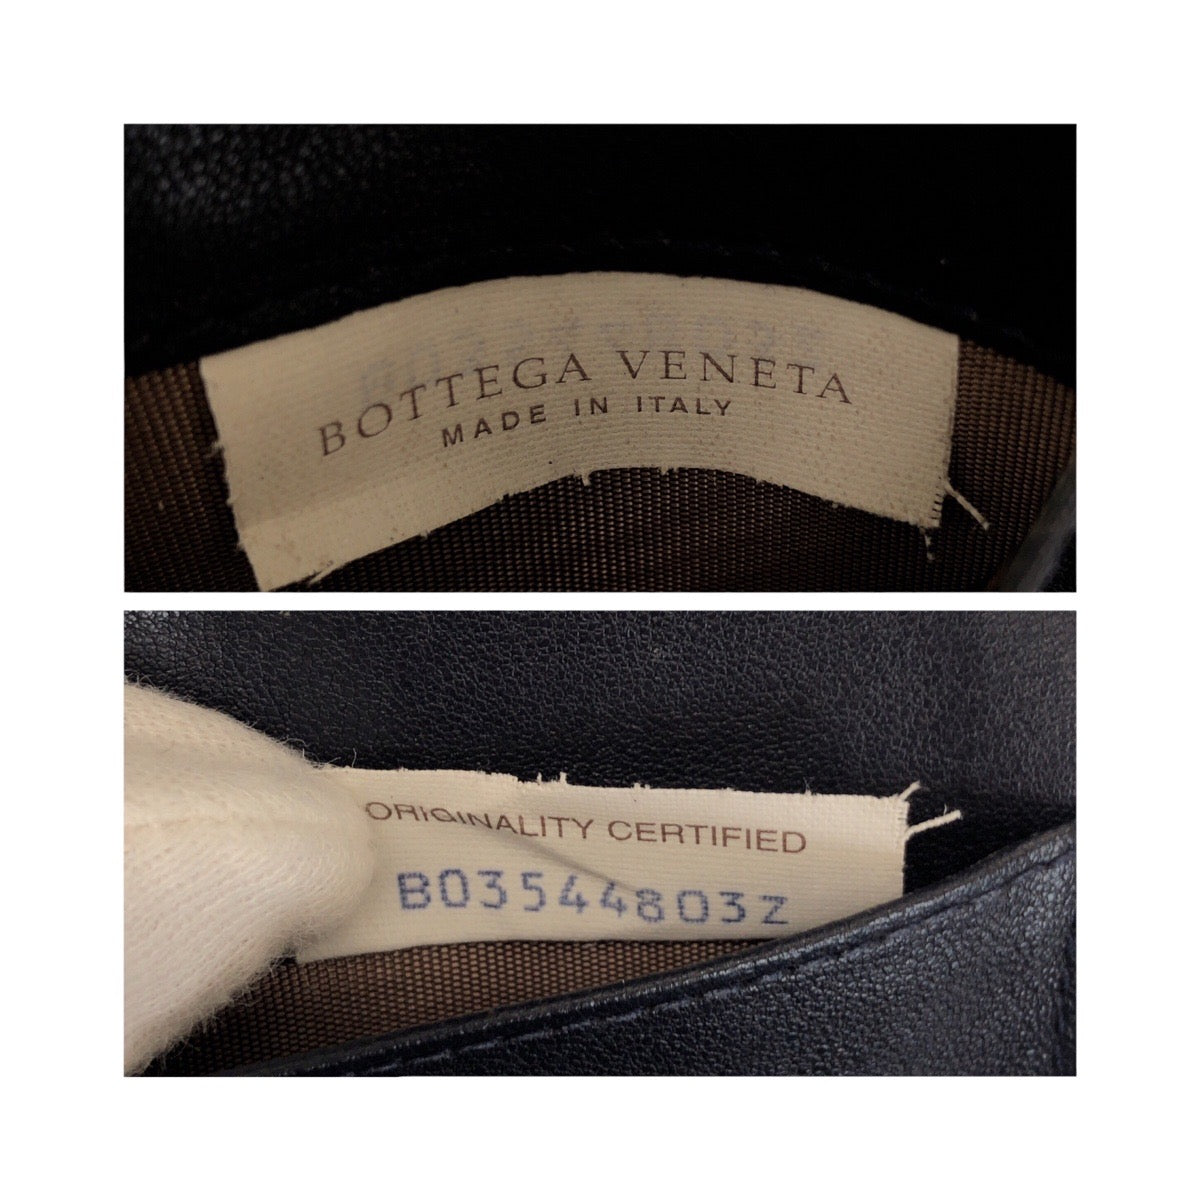 BOTTEGA VENETA
MADE IN ITALY
ORIGINALITY CERTIFIED
B03544803Z